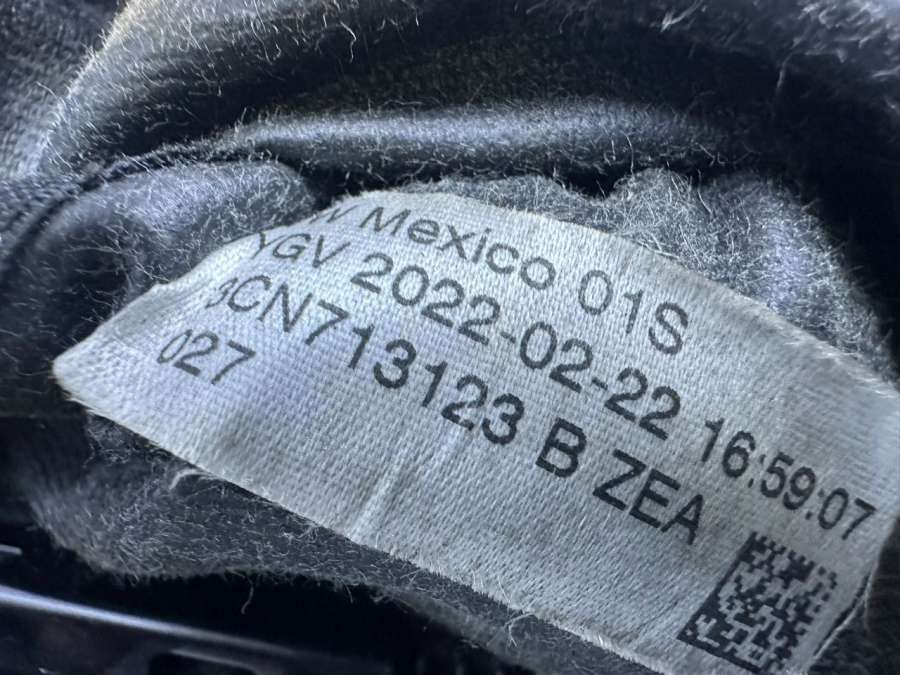 Mexico 01S
YGV 2022-02-22 16:59:07
3CN713123 B ZEA
027